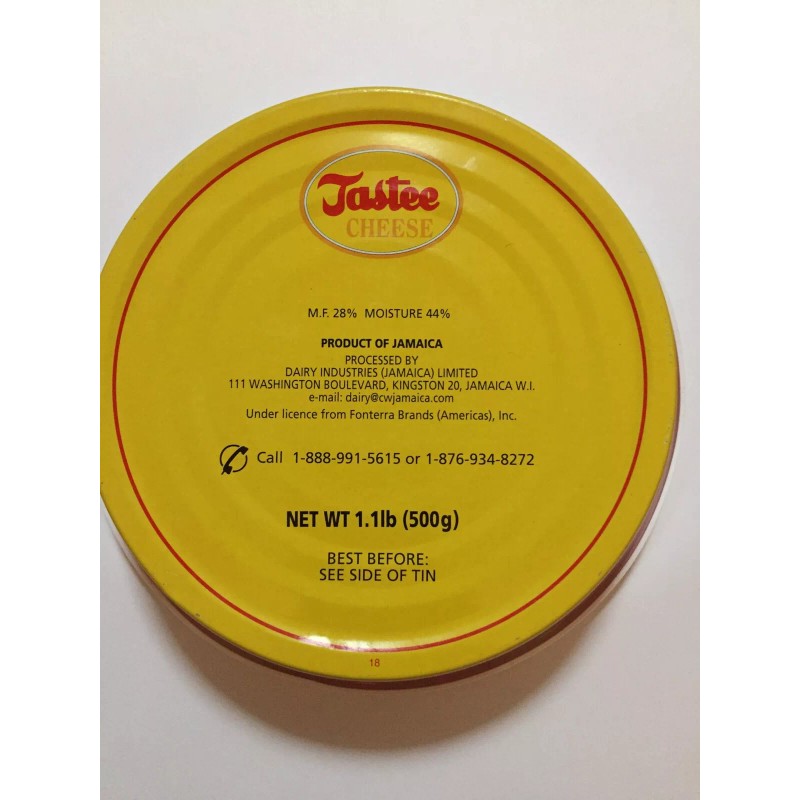 Tastee
CHEESE
M.F. 28% MOISTURE 44%
PRODUCT OF JAMAICA
PROCESSED BY
DAIRY INDUSTRIES (JAMAICA) LIMITED
111 WASHINGTON BOULEVARD, KINGSTON 20, JAMAICA W.I.
e-mail: dairy@cwjamaica.com
Under licence from Fonterra Brands (Americas), Inc.
Call 1-888-991-5615 or 1-876-934-8272
NET WT 1.1lb (500g)
BEST BEFORE:
SEE SIDE OF TIN
18